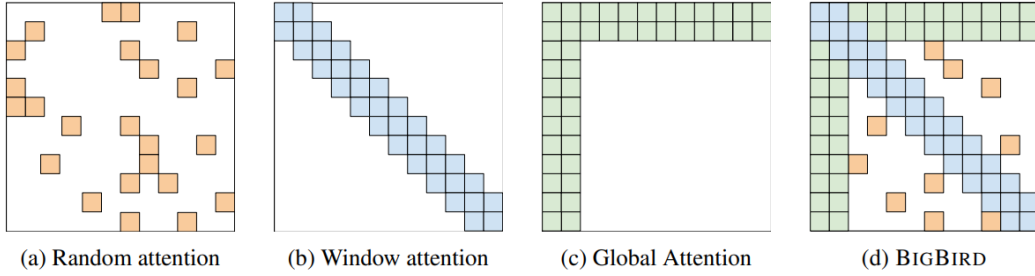 (a) Random attention
(b) Window attention
(c) Global Attention
(d) BIGBIRD